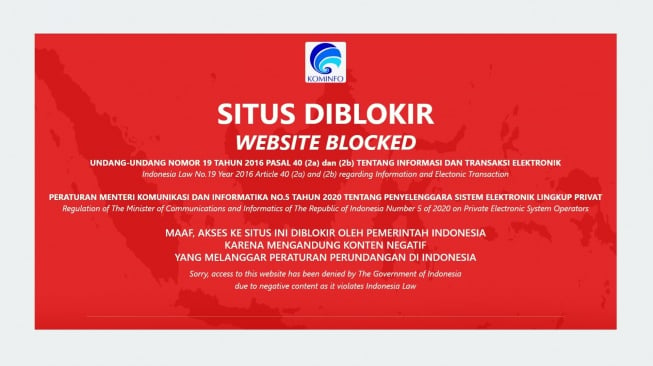 KOMINFO
SITUS DIBLOKIR
WEBSITE BLOCKED
UNDANG-UNDANG NOMOR 19 TAHUN 2016 PASAL 40 (2a) dan (2b) TENTANG INFORMASI DAN TRANSAKSI ELEKTRONIK
Indonesia Law No.19 Year 2016 Article 40 (2a) and (2b) regarding Information and Electonic Transaction
PERATURAN MENTERI KOMUNIKASI DAN INFORMATIKA NO.5 TAHUN 2020 TENTANG PENYELENGGARA SISTEM ELEKTRONIK LINGKUP PRIVAT
Regulation of The Minister of Communications and Informatics of The Republic of Indonesia Number 5 of 2020 on Private Electronic System Operators
MAAF, AKSES KE SITUS INI DIBLOKIR OLEH PEMERINTAH INDONESIA
KARENA MENGANDUNG KONTEN NEGATIF
YANG MELANGGAR PERATURAN PERUNDANGAN DI INDONESIA
Sorry, access to this website has been denied by The Government of Indonesia
due to negative content as it violates Indonesia Law